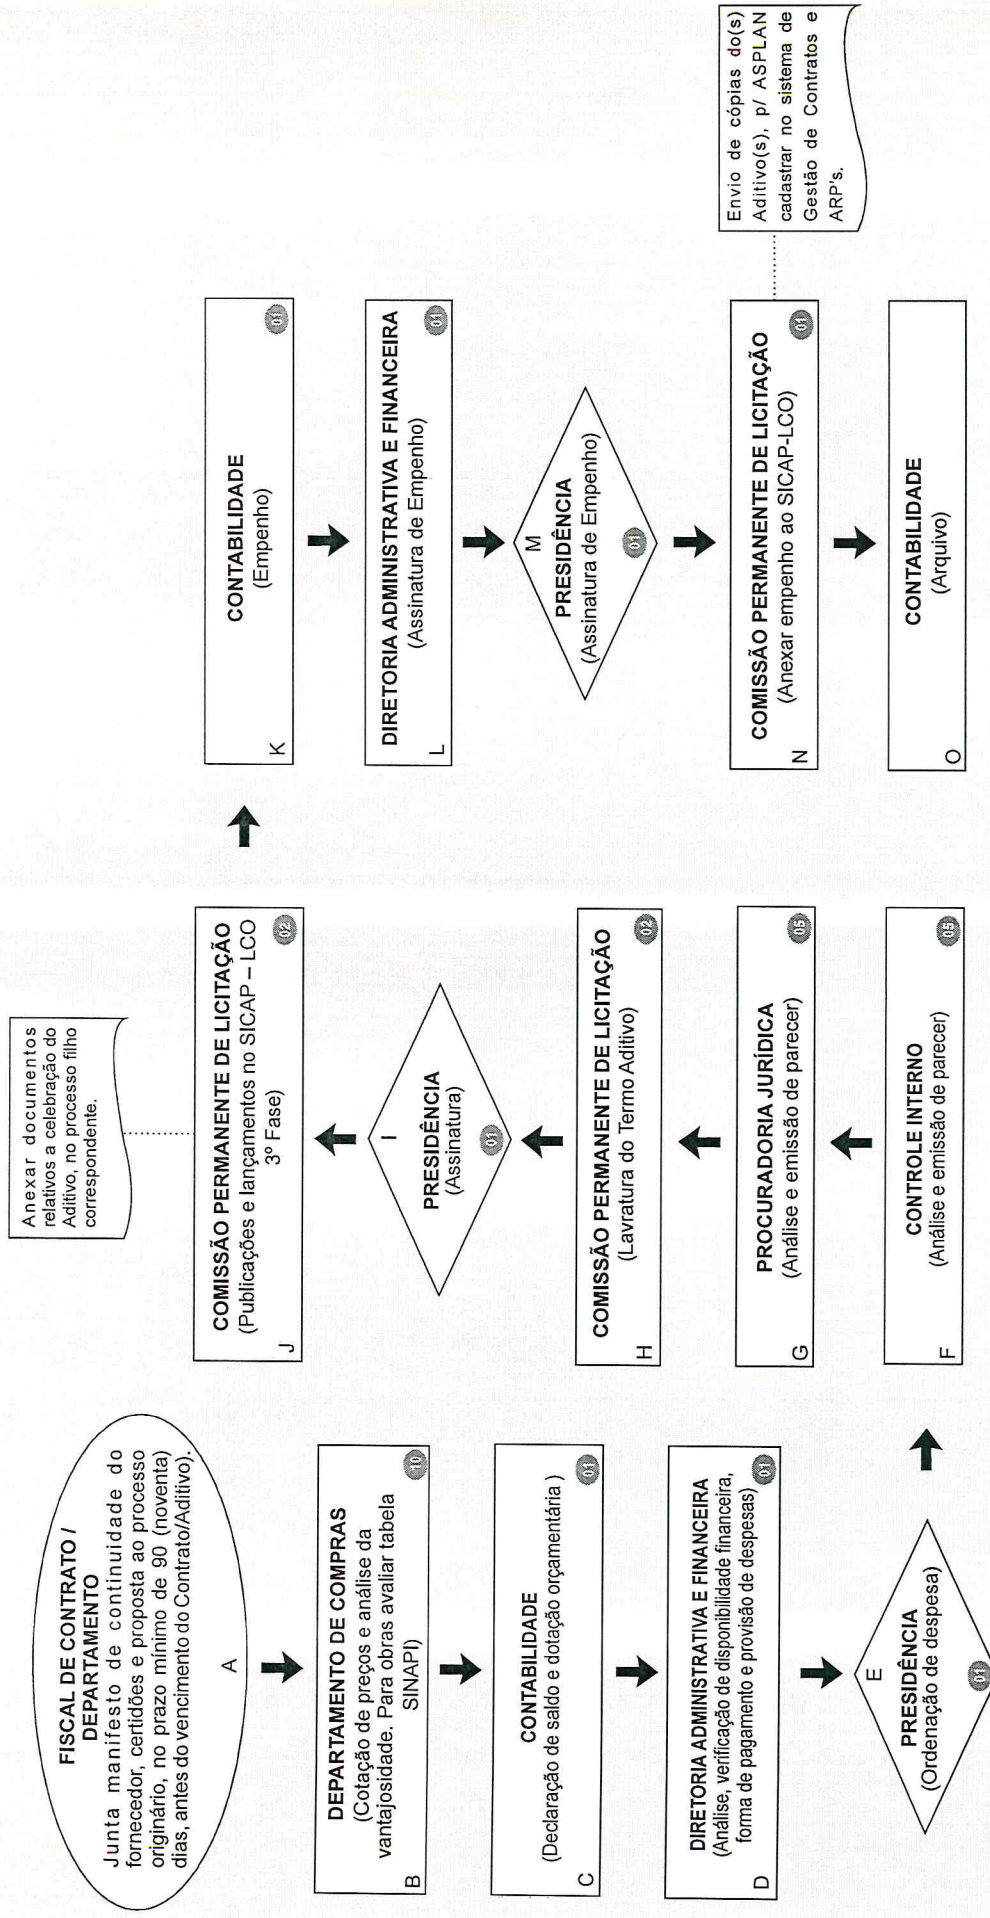 FISCAL DE CONTRATO /
DEPARTAMENTO
Junta manifesto de continuidade do
fornecedor, certidões e proposta ao processo
originário, no prazo mínimo de 90 (noventa)
dias, antes do vencimento do Contrato/Aditivo).
A
DEPARTAMENTO DE COMPRAS
(Cotação de preços e análise da
vantajosidade. Para obras avaliar tabela
SINAPI)
B
10
CONTABILIDADE
(Declaração de saldo e dotação orçamentária )
C
01
DIRETORIA ADMINISTRATIVA E FINANCEIRA
(Análise, verificação de disponibilidade financeira,
forma de pagamento e provisão de despesas)
D
01
E
PRESIDÊNCIA
(Ordenação de despesa)
01
CONTROLE INTERNO
(Análise e emissão de parecer)
F
05
PROCURADORIA JURÍDICA
(Análise e emissão de parecer)
G
05
COMISSÃO PERMANENTE DE LICITAÇÃO
(Lavratura do Termo Aditivo)
H
02
I
PRESIDÊNCIA
(Assinatura)
01
COMISSÃO PERMANENTE DE LICITAÇÃO
(Publicações e lançamentos no SICAP – LCO
3º Fase)
J
02
Anexar documentos
relativos a celebração do
Aditivo, no processo filho
correspondente.
CONTABILIDADE
(Empenho)
K
01
DIRETORIA ADMINISTRATIVA E FINANCEIRA
(Assinatura de Empenho)
L
01
M
PRESIDÊNCIA
(Assinatura de Empenho)
01
COMISSÃO PERMANENTE DE LICITAÇÃO
(Anexar empenho ao SICAP-LCO)
N
01
Envio de cópias do(s)
Aditivo(s), p/ ASPLAN
cadastrar no sistema de
Gestão de Contratos e
ARP's.
CONTABILIDADE
(Arquivo)
O